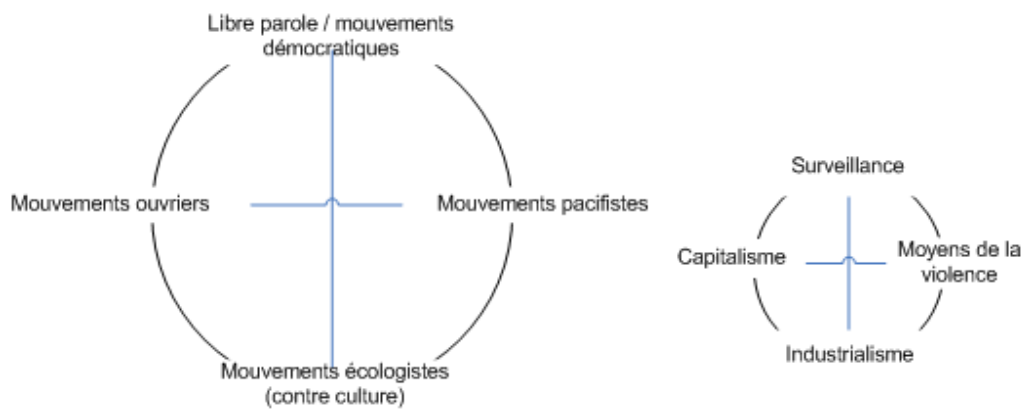 Libre parole / mouvements
démocratiques
Mouvements ouvriers
Mouvements pacifistes
Mouvements écologistes
(contre culture)
Surveillance
Capitalisme
Moyens de la
violence
Industrialisme